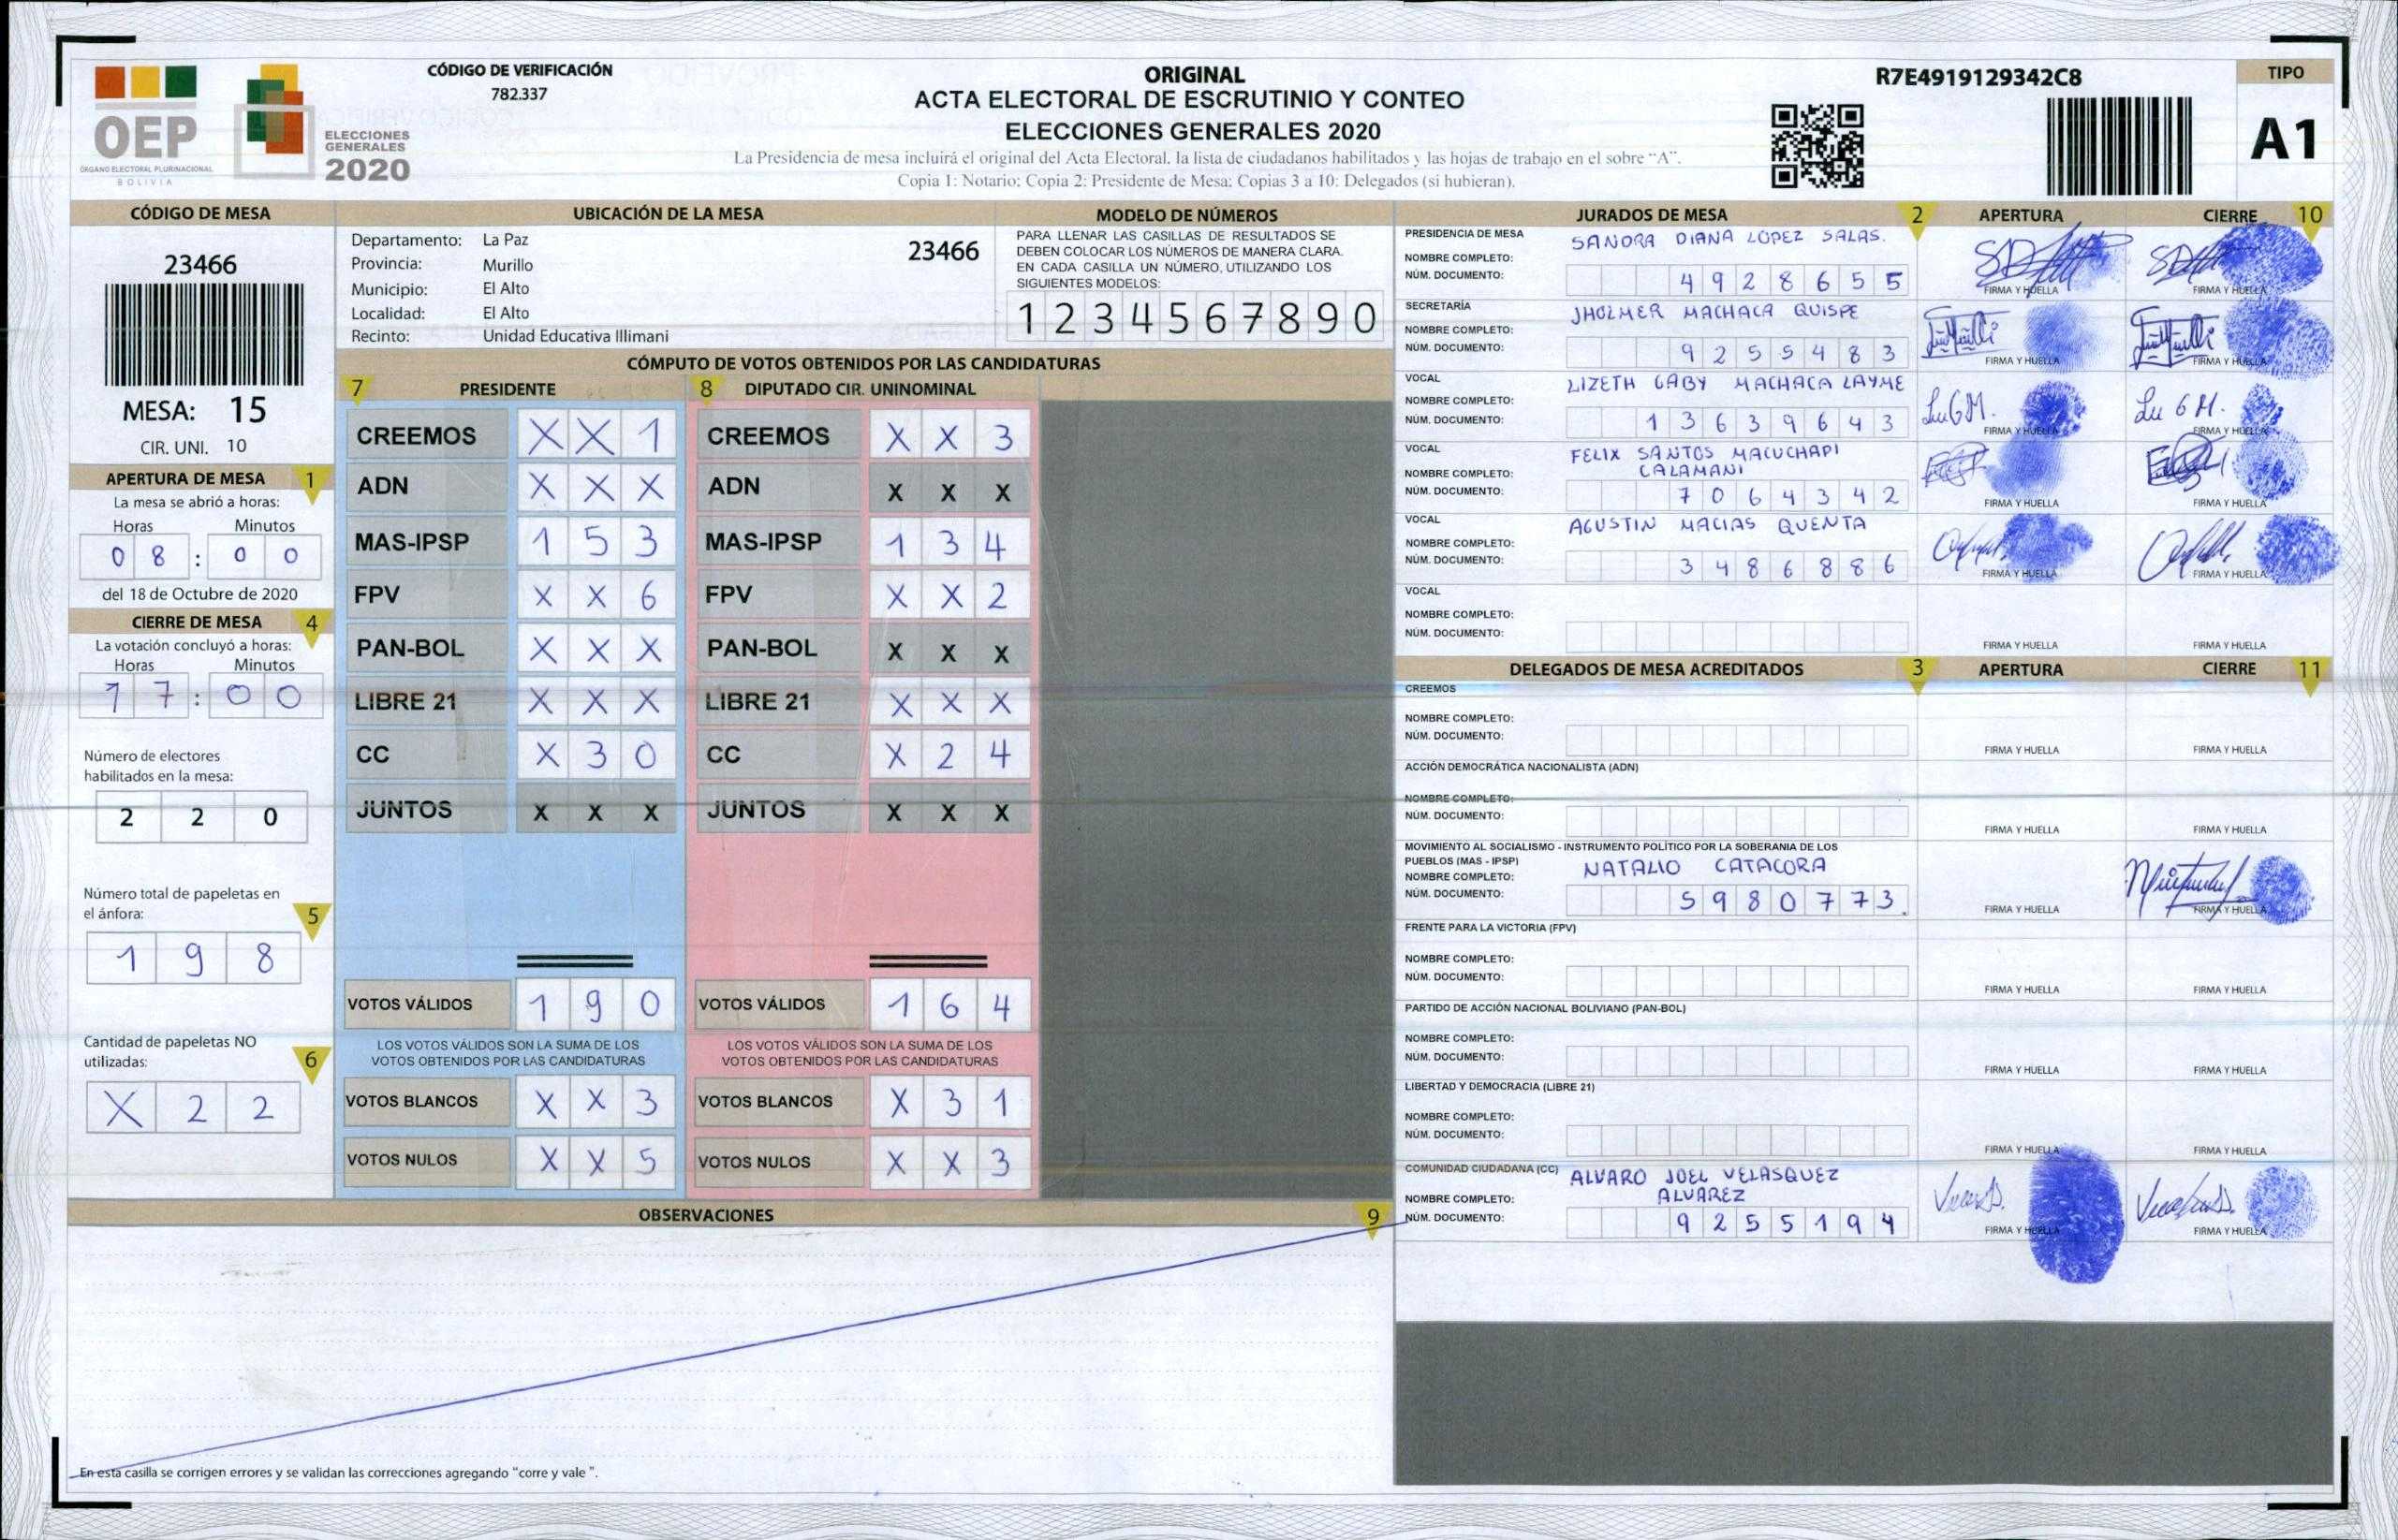 CÓDIGO DE VERIFICACIÓN
782.337
OEP
ÓRGANO ELECTORAL PLURINACIONAL
BOLIVIA
ELECCIONES
GENERALES
2020
ORIGINAL
ACTA ELECTORAL DE ESCRUTINIO Y CONTEO
ELECCIONES GENERALES 2020
La Presidencia de mesa incluirá el original del Acta Electoral, la lista de ciudadanos habilitados y las hojas de trabajo en el sobre "A".
Copia 1: Notario; Copia 2: Presidente de Mesa; Copias 3 a 10: Delegados (si hubieran).
R7E4919129342C8
TIPO
A1
CÓDIGO DE MESA
23466
MESA: 15
CIR. UNI. 10
APERTURA DE MESA 1
La mesa se abrió a horas:
Horas Minutos
0 8 : 0 0
del 18 de Octubre de 2020
CIERRE DE MESA 4
La votación concluyó a horas:
Horas Minutos
1 7 : 0 0
Número de electores
habilitados en la mesa:
2 2 0
Número total de papeletas en
el ánfora: 5
1 9 8
Cantidad de papeletas NO
utilizadas: 6
X 2 2
UBICACIÓN DE LA MESA
Departamento: La Paz 23466
Provincia: Murillo
Municipio: El Alto
Localidad: El Alto
Recinto: Unidad Educativa Illimani
MODELO DE NÚMEROS
PARA LLENAR LAS CASILLAS DE RESULTADOS SE
DEBEN COLOCAR LOS NÚMEROS DE MANERA CLARA.
EN CADA CASILLA UN NÚMERO, UTILIZANDO LOS
SIGUIENTES MODELOS:
1 2 3 4 5 6 7 8 9 0
CÓMPUTO DE VOTOS OBTENIDOS POR LAS CANDIDATURAS
7 PRESIDENTE 8 DIPUTADO CIR. UNINOMINAL
CREEMOS X X 1 CREEMOS X X 3
ADN X X X ADN X X X
MAS-IPSP 1 5 3 MAS-IPSP 1 3 4
FPV X X 6 FPV X X 2
PAN-BOL X X X PAN-BOL X X X
LIBRE 21 X X X LIBRE 21 X X X
CC X 3 0 CC X 2 4
JUNTOS X X X JUNTOS X X X
VOTOS VÁLIDOS 1 9 0 VOTOS VÁLIDOS 1 6 4
LOS VOTOS VÁLIDOS SON LA SUMA DE LOS LOS VOTOS VÁLIDOS SON LA SUMA DE LOS
VOTOS OBTENIDOS POR LAS CANDIDATURAS VOTOS OBTENIDOS POR LAS CANDIDATURAS
VOTOS BLANCOS X X 3 VOTOS BLANCOS X 3 1
VOTOS NULOS X X 5 VOTOS NULOS X X 3
OBSERVACIONES 9
En esta casilla se corrigen errores y se validan las correcciones agregando "corre y vale ".
JURADOS DE MESA 2 APERTURA CIERRE 10
PRESIDENCIA DE MESA SANDRA DIANA LOPEZ SALAS.
NOMBRE COMPLETO:
NÚM. DOCUMENTO: 4 9 2 8 6 5 5
FIRMA Y HUELLA FIRMA Y HUELLA
SECRETARÍA JHOLMER MACHACA QUISPE
NOMBRE COMPLETO:
NÚM. DOCUMENTO: 9 2 5 5 4 8 3
FIRMA Y HUELLA FIRMA Y HUELLA
VOCAL LIZETH GABY MACHACA LAYME
NOMBRE COMPLETO:
NÚM. DOCUMENTO: 1 3 6 3 9 6 4 3
FIRMA Y HUELLA FIRMA Y HUELLA
VOCAL FELIX SANTOS MACUCHAPI
NOMBRE COMPLETO: CALAMANI
NÚM. DOCUMENTO: 7 0 6 4 3 4 2
FIRMA Y HUELLA FIRMA Y HUELLA
VOCAL AGUSTIN MACIAS QUENTA
NOMBRE COMPLETO:
NÚM. DOCUMENTO: 3 4 8 6 8 8 6
FIRMA Y HUELLA FIRMA Y HUELLA
VOCAL
NOMBRE COMPLETO:
NÚM. DOCUMENTO:
FIRMA Y HUELLA FIRMA Y HUELLA
DELEGADOS DE MESA ACREDITADOS 3 APERTURA CIERRE 11
CREEMOS
NOMBRE COMPLETO:
NÚM. DOCUMENTO:
FIRMA Y HUELLA FIRMA Y HUELLA
ACCIÓN DEMOCRÁTICA NACIONALISTA (ADN)
NOMBRE COMPLETO:
NÚM. DOCUMENTO:
FIRMA Y HUELLA FIRMA Y HUELLA
MOVIMIENTO AL SOCIALISMO - INSTRUMENTO POLÍTICO POR LA SOBERANIA DE LOS
PUEBLOS (MAS - IPSP) NATALIO CATACORA
NOMBRE COMPLETO:
NÚM. DOCUMENTO: 5 9 8 0 7 7 3.
FIRMA Y HUELLA FIRMA Y HUELLA
FRENTE PARA LA VICTORIA (FPV)
NOMBRE COMPLETO:
NÚM. DOCUMENTO:
FIRMA Y HUELLA FIRMA Y HUELLA
PARTIDO DE ACCIÓN NACIONAL BOLIVIANO (PAN-BOL)
NOMBRE COMPLETO:
NÚM. DOCUMENTO:
FIRMA Y HUELLA FIRMA Y HUELLA
LIBERTAD Y DEMOCRACIA (LIBRE 21)
NOMBRE COMPLETO:
NÚM. DOCUMENTO:
FIRMA Y HUELLA FIRMA Y HUELLA
COMUNIDAD CIUDADANA (CC) ALVARO JOEL VELASQUEZ
NOMBRE COMPLETO: ALVAREZ
NÚM. DOCUMENTO: 9 2 5 5 1 9 4
FIRMA Y HUELLA FIRMA Y HUELLA